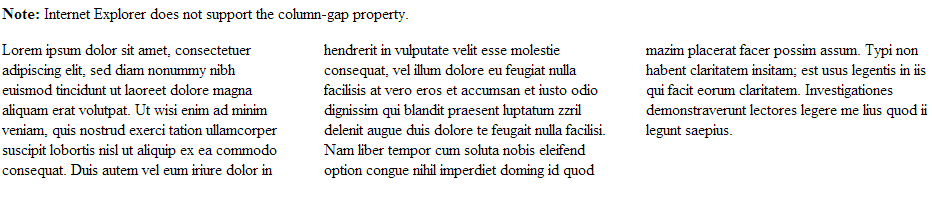 Note: Internet Explorer does not support the column-gap property.
Lorem ipsum dolor sit amet, consectetuer
adipiscing elit, sed diam nonummy nibh
euismod tincidunt ut laoreet dolore magna
aliquam erat volutpat. Ut wisi enim ad minim
veniam, quis nostrud exerci tation ullamcorper
suscipit lobortis nisl ut aliquip ex ea commodo
consequat. Duis autem vel eum iriure dolor in
hendrerit in vulputate velit esse molestie
consequat, vel illum dolore eu feugiat nulla
facilisis at vero eros et accumsan et iusto odio
dignissim qui blandit praesent luptatum zzril
delenit augue duis dolore te feugait nulla facilisi.
Nam liber tempor cum soluta nobis eleifend
option congue nihil imperdiet doming id quod
mazim placerat facer possim assum. Typi non
habent claritatem insitam; est usus legentis in iis
qui facit eorum claritatem. Investigationes
demonstraverunt lectores legere me lius quod ii
legunt saepius.